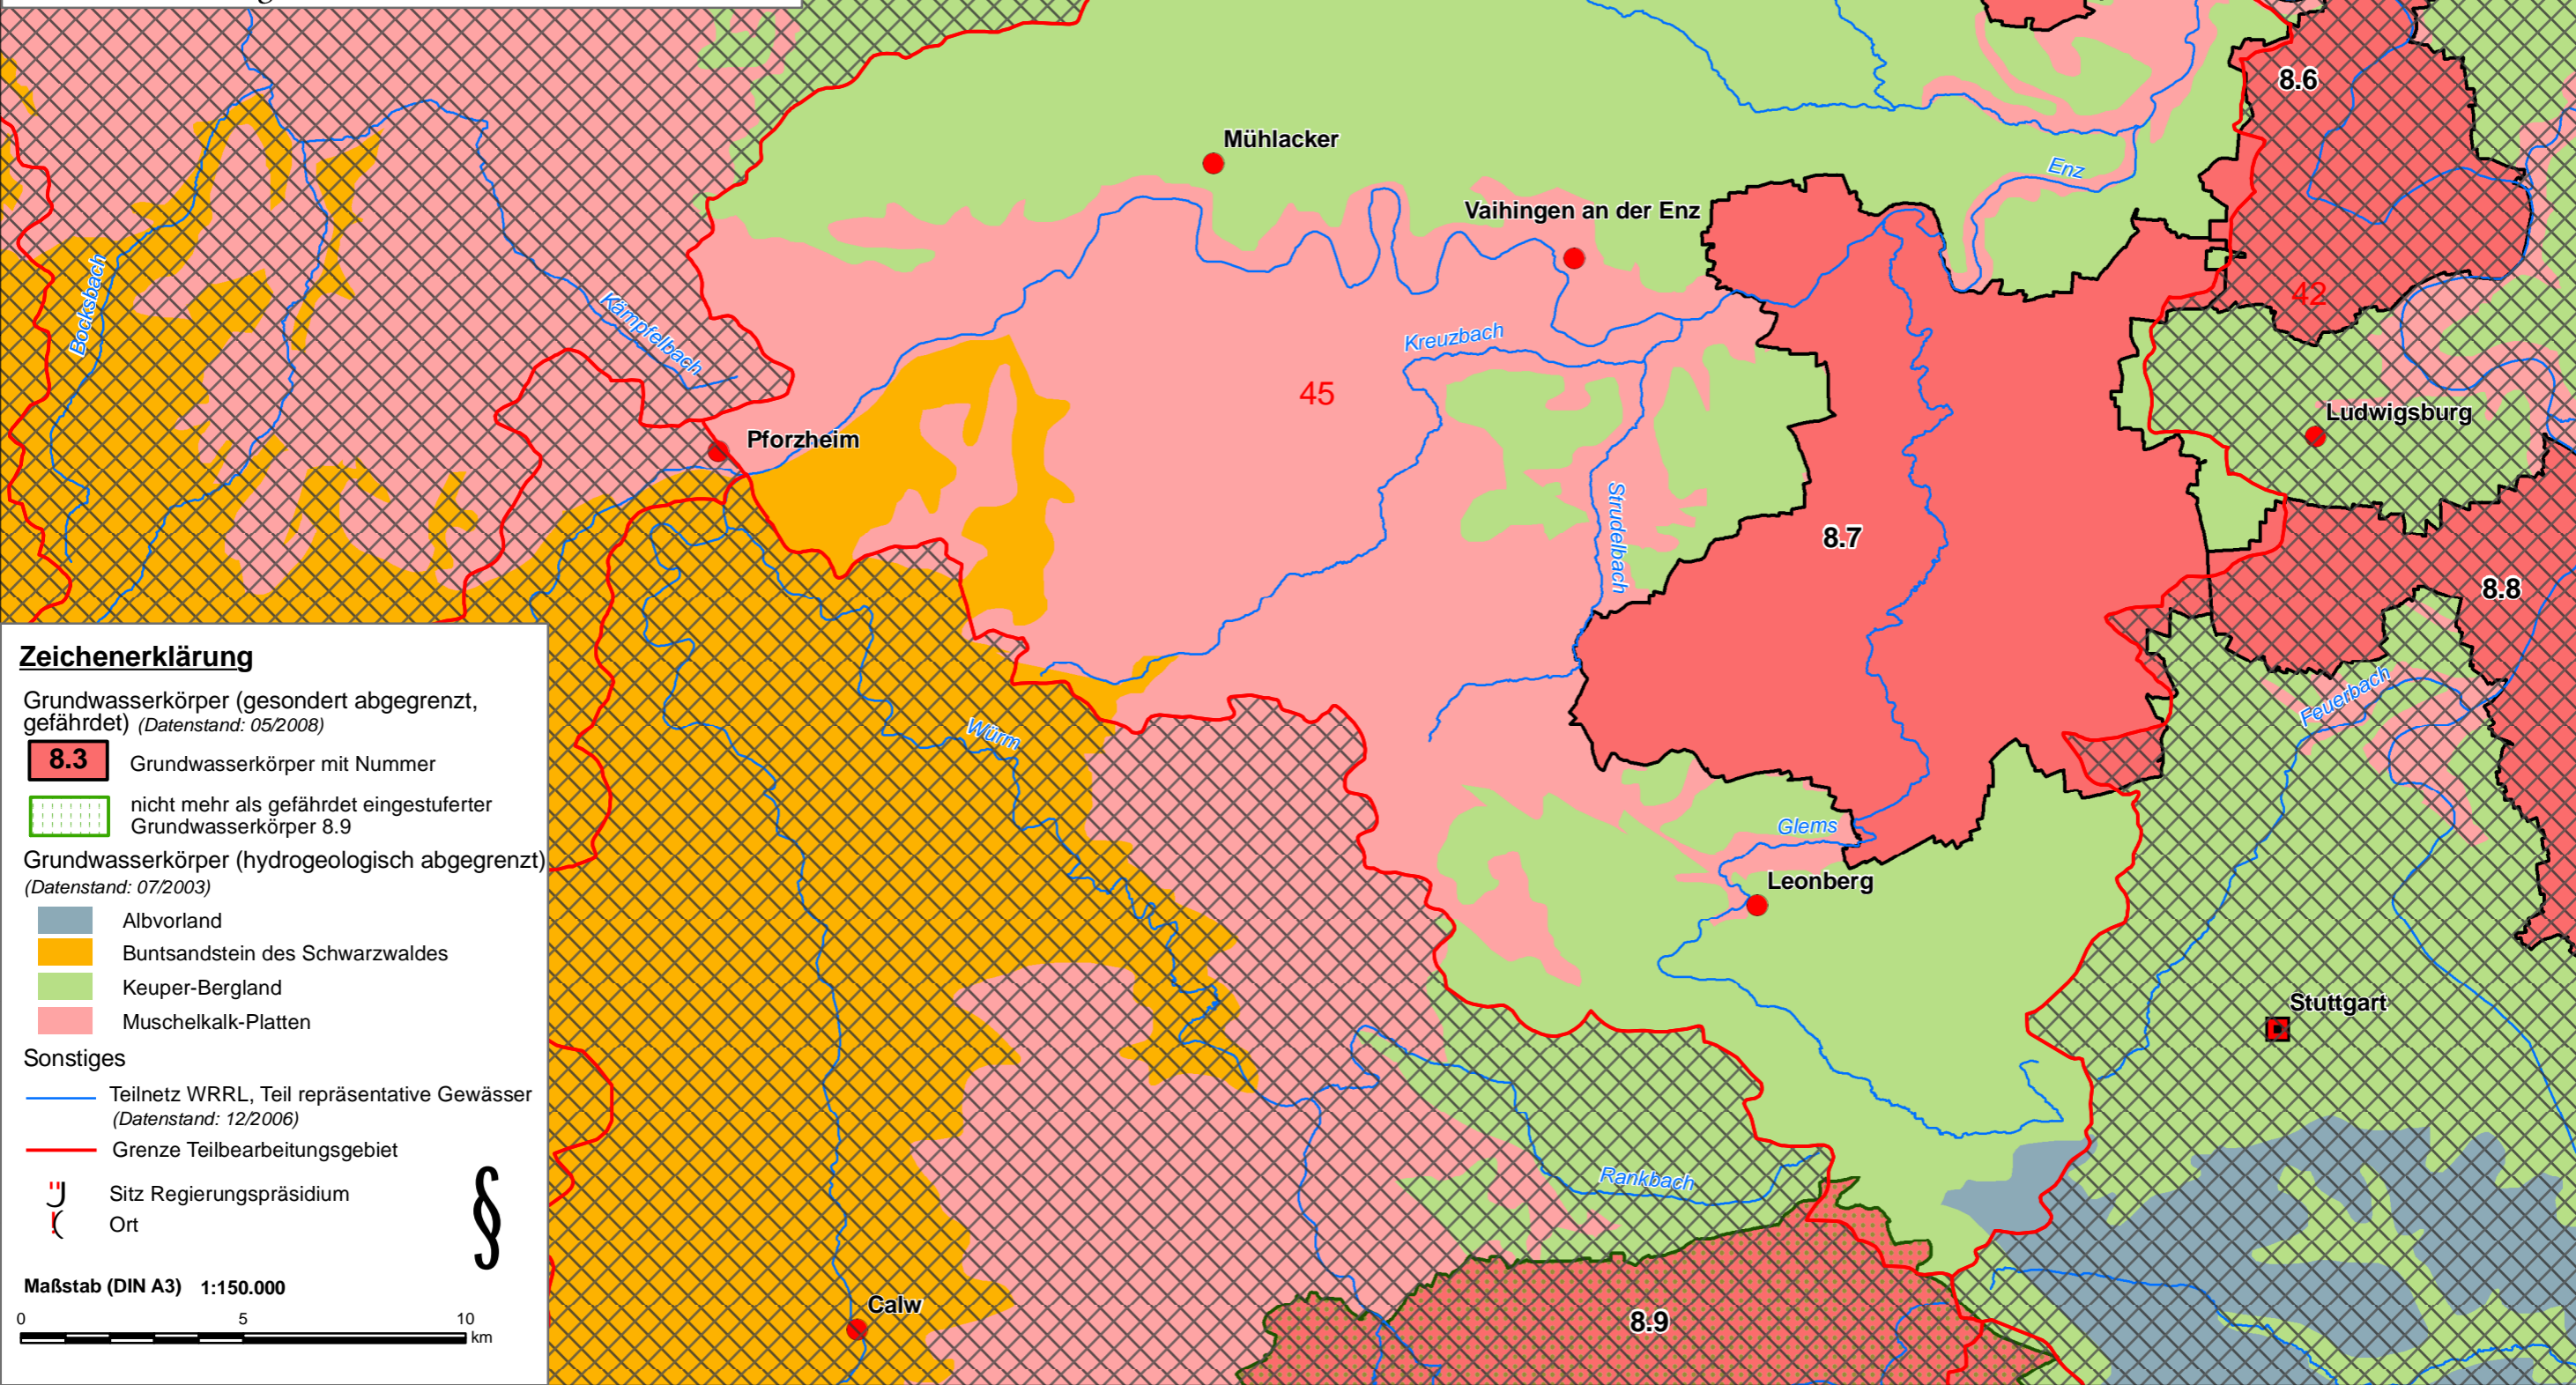 8.6
Mühlacker
Enz
Vaihingen an der Enz
42
Bocksbach
Kämpfelbach
Kreuzbach
45
Ludwigsburg
Pforzheim
Strudelbach
8.7
8.8
Feuerbach
Würm
Glems
Leonberg
Stuttgart
Rankbach
Calw
8.9
Zeichenerklärung
Grundwasserkörper (gesondert abgegrenzt,
gefährdet) (Datenstand: 05/2008)
8.3 Grundwasserkörper mit Nummer
nicht mehr als gefährdet eingestuferter
Grundwasserkörper 8.9
Grundwasserkörper (hydrogeologisch abgegrenzt)
(Datenstand: 07/2003)
Albvorland
Buntsandstein des Schwarzwaldes
Keuper-Bergland
Muschelkalk-Platten
Sonstiges
Teilnetz WRRL, Teil repräsentative Gewässer
(Datenstand: 12/2006)
Grenze Teilbearbeitungsgebiet
Sitz Regierungspräsidium
Ort
§
Maßstab (DIN A3) 1:150.000
0 5 10
km